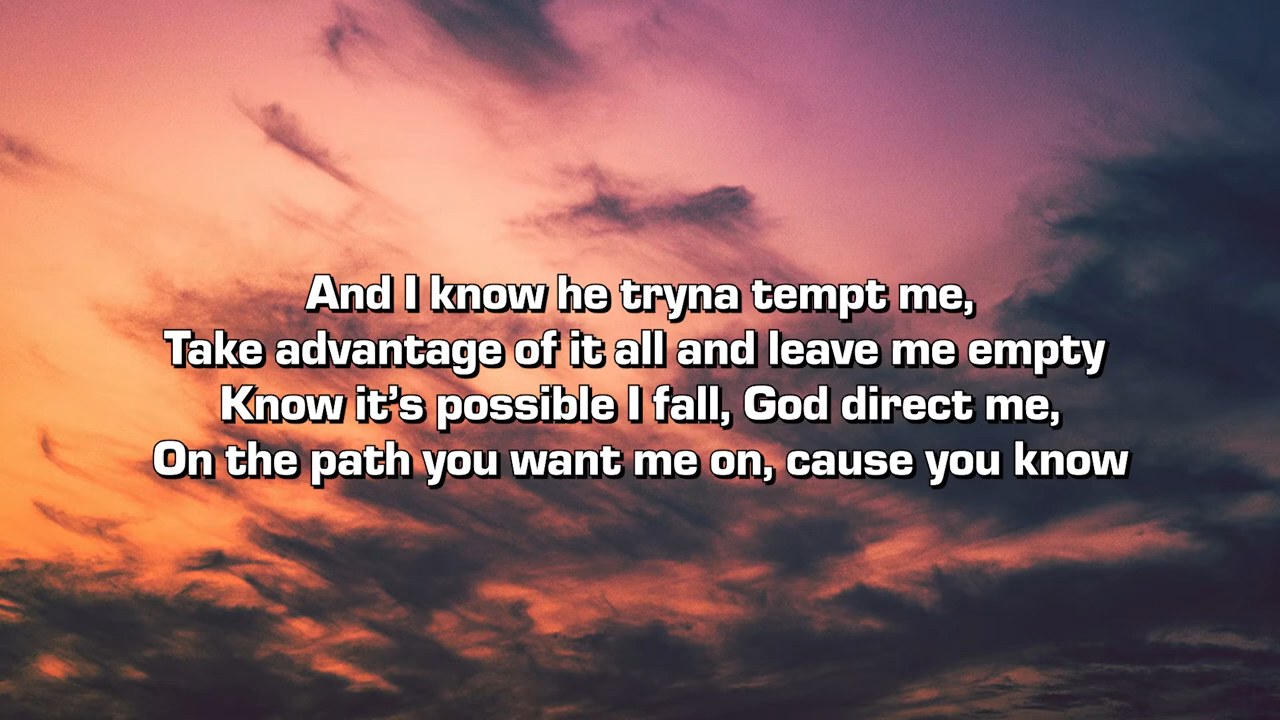 And I know he tryna tempt me,
Take advantage of it all and leave me empty
Know it’s possible I fall, God direct me,
On the path you want me on, cause you know